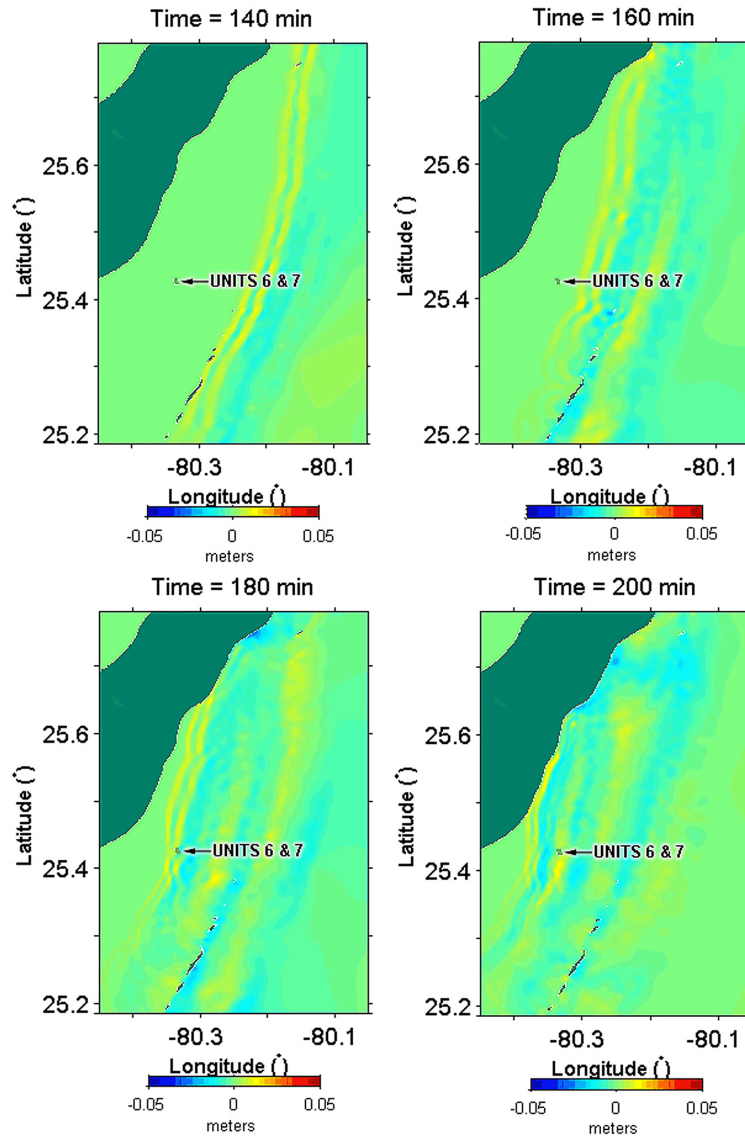 Time = 140 min
Time = 160 min
Latitude (°)
25.6
25.4
25.2
UNITS 6 & 7
-80.3
-80.1
Longitude (°)
-0.05
0
0.05
meters
Latitude (°)
25.6
25.4
25.2
UNITS 6 & 7
-80.3
-80.1
Longitude (°)
-0.05
0
0.05
meters
Time = 180 min
Time = 200 min
Latitude (°)
25.6
25.4
25.2
UNITS 6 & 7
-80.3
-80.1
Longitude (°)
-0.05
0
0.05
meters
Latitude (°)
25.6
25.4
25.2
UNITS 6 & 7
-80.3
-80.1
Longitude (°)
-0.05
0
0.05
meters